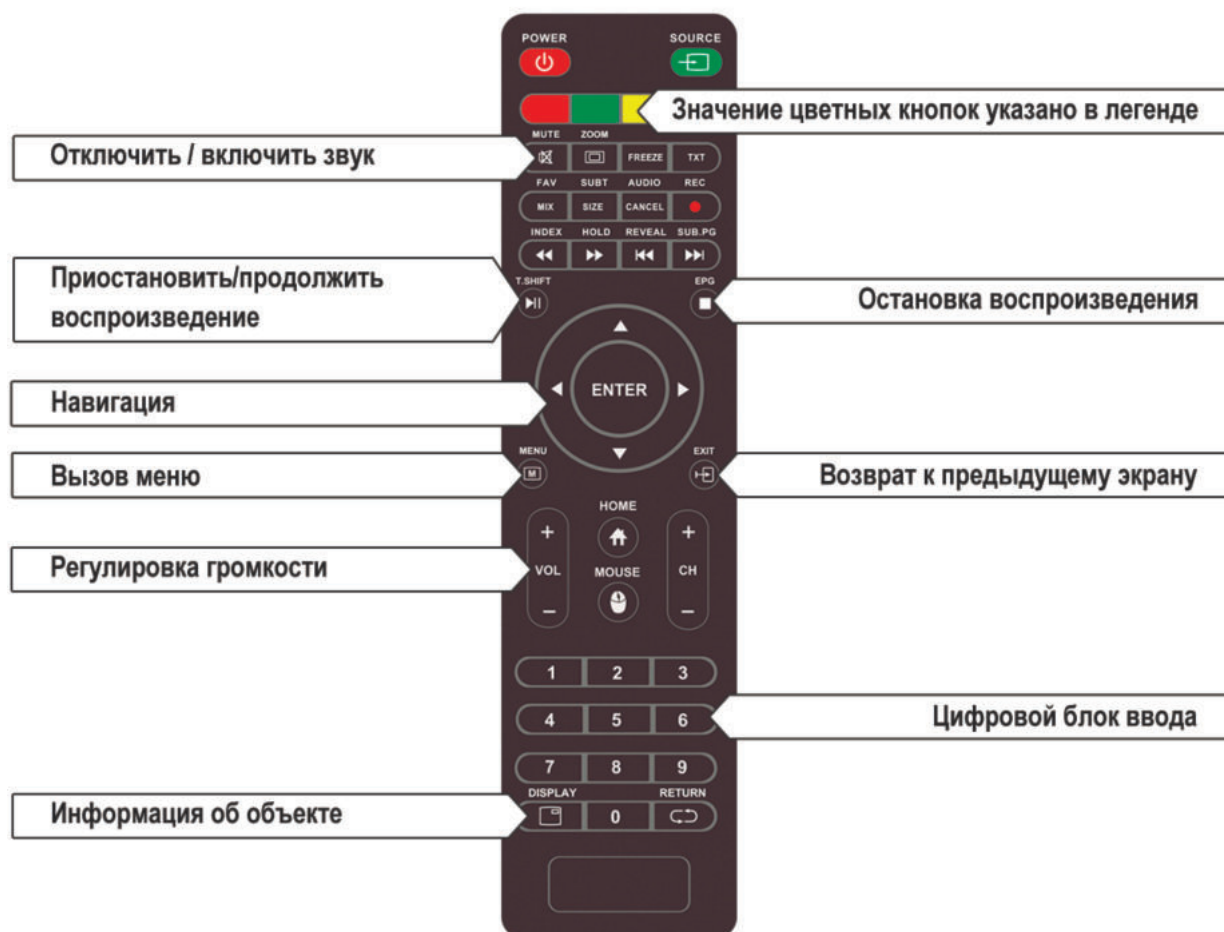 POWER SOURCE
Значение цветных кнопок указано в легенде
MUTE ZOOM
Отключить / включить звук
FREEZE TXT
FAV SUBT AUDIO REC
MIX SIZE CANCEL
INDEX HOLD REVEAL SUB.PG
T.SHIFT EPG
Приостановить/продолжить
воспроизведение
Остановка воспроизведения
ENTER
Навигация
MENU EXIT
M
Вызов меню
Возврат к предыдущему экрану
HOME
+ +
Регулировка громкости
VOL MOUSE CH
– –
1 2 3
4 5 6
Цифровой блок ввода
7 8 9
DISPLAY RETURN
Информация об объекте
0